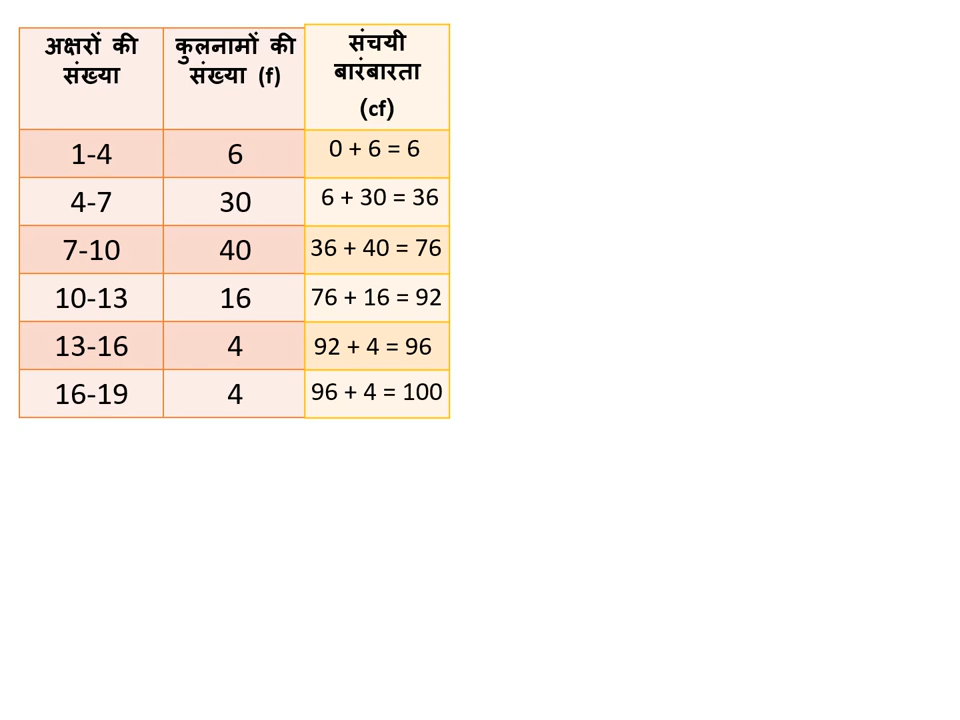 अक्षरों की
संख्या
कुलनामों की
संख्या (f)
संचयी
बारंबारता
(cf)
1-4 6 0 + 6 = 6
4-7 30 6 + 30 = 36
7-10 40 36 + 40 = 76
10-13 16 76 + 16 = 92
13-16 4 92 + 4 = 96
16-19 4 96 + 4 = 100